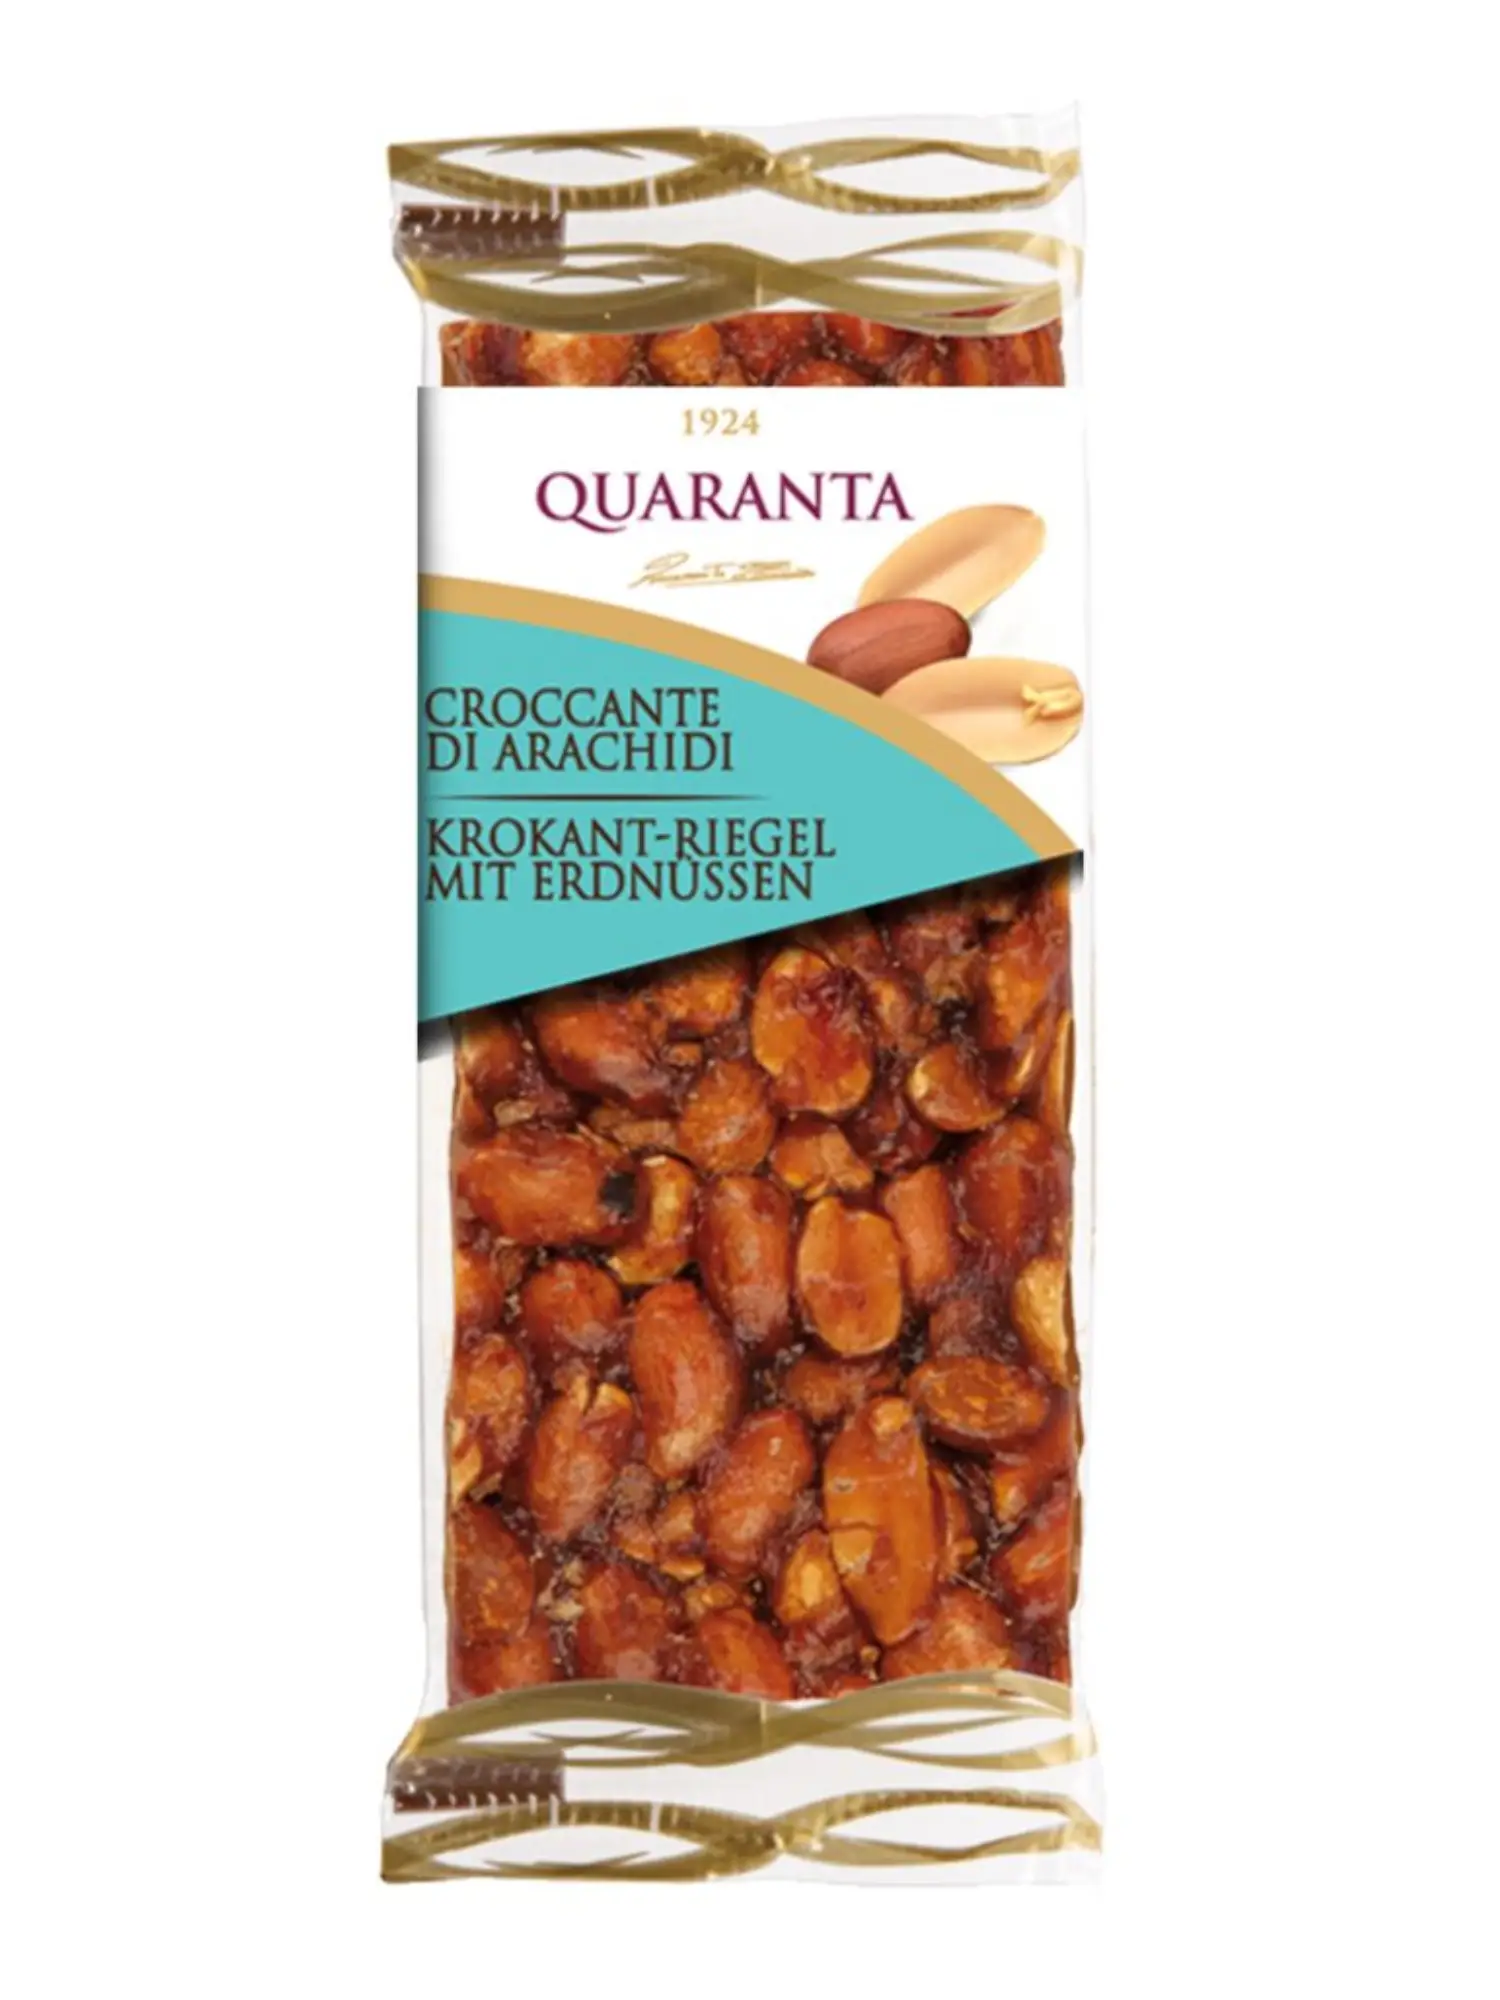 1924
QUARANTA
CROCCANTE
DI ARACHIDI
KROKANT-RIEGEL
MIT ERDNÜSSEN